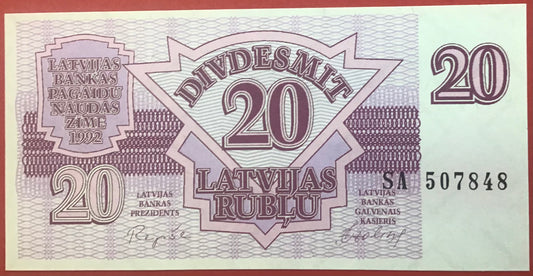 LATVIJAS
BANKAS
PAGAIDU
NAUDAS
ZĪME
1992
DIVDESMIT
20
LATVIJAS
RUBĻU
20
20
LATVIJAS
BANKAS
PREZIDENTS
SA 507848
LATVIJAS
BANKAS
GALVENAIS
KASIERIS